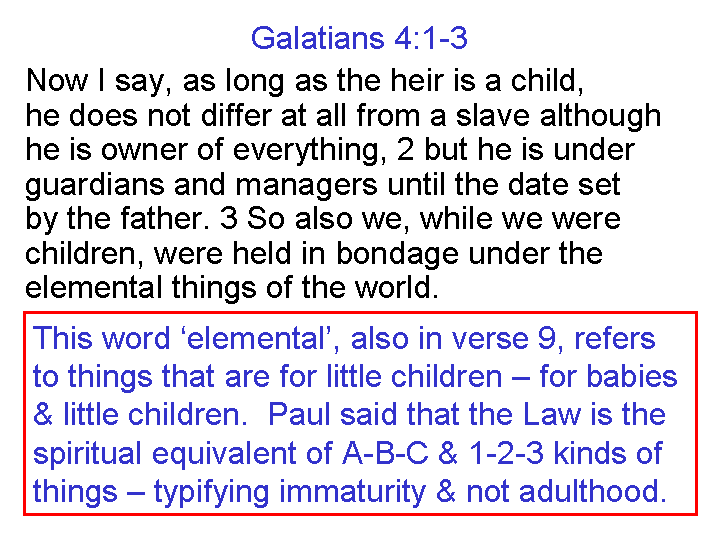 Galatians 4:1-3
Now I say, as long as the heir is a child,
he does not differ at all from a slave although
he is owner of everything, 2 but he is under
guardians and managers until the date set
by the father. 3 So also we, while we were
children, were held in bondage under the
elemental things of the world.
This word ‘elemental’, also in verse 9, refers
to things that are for little children – for babies
& little children.  Paul said that the Law is the
spiritual equivalent of A-B-C & 1-2-3 kinds of
things – typifying immaturity & not adulthood.